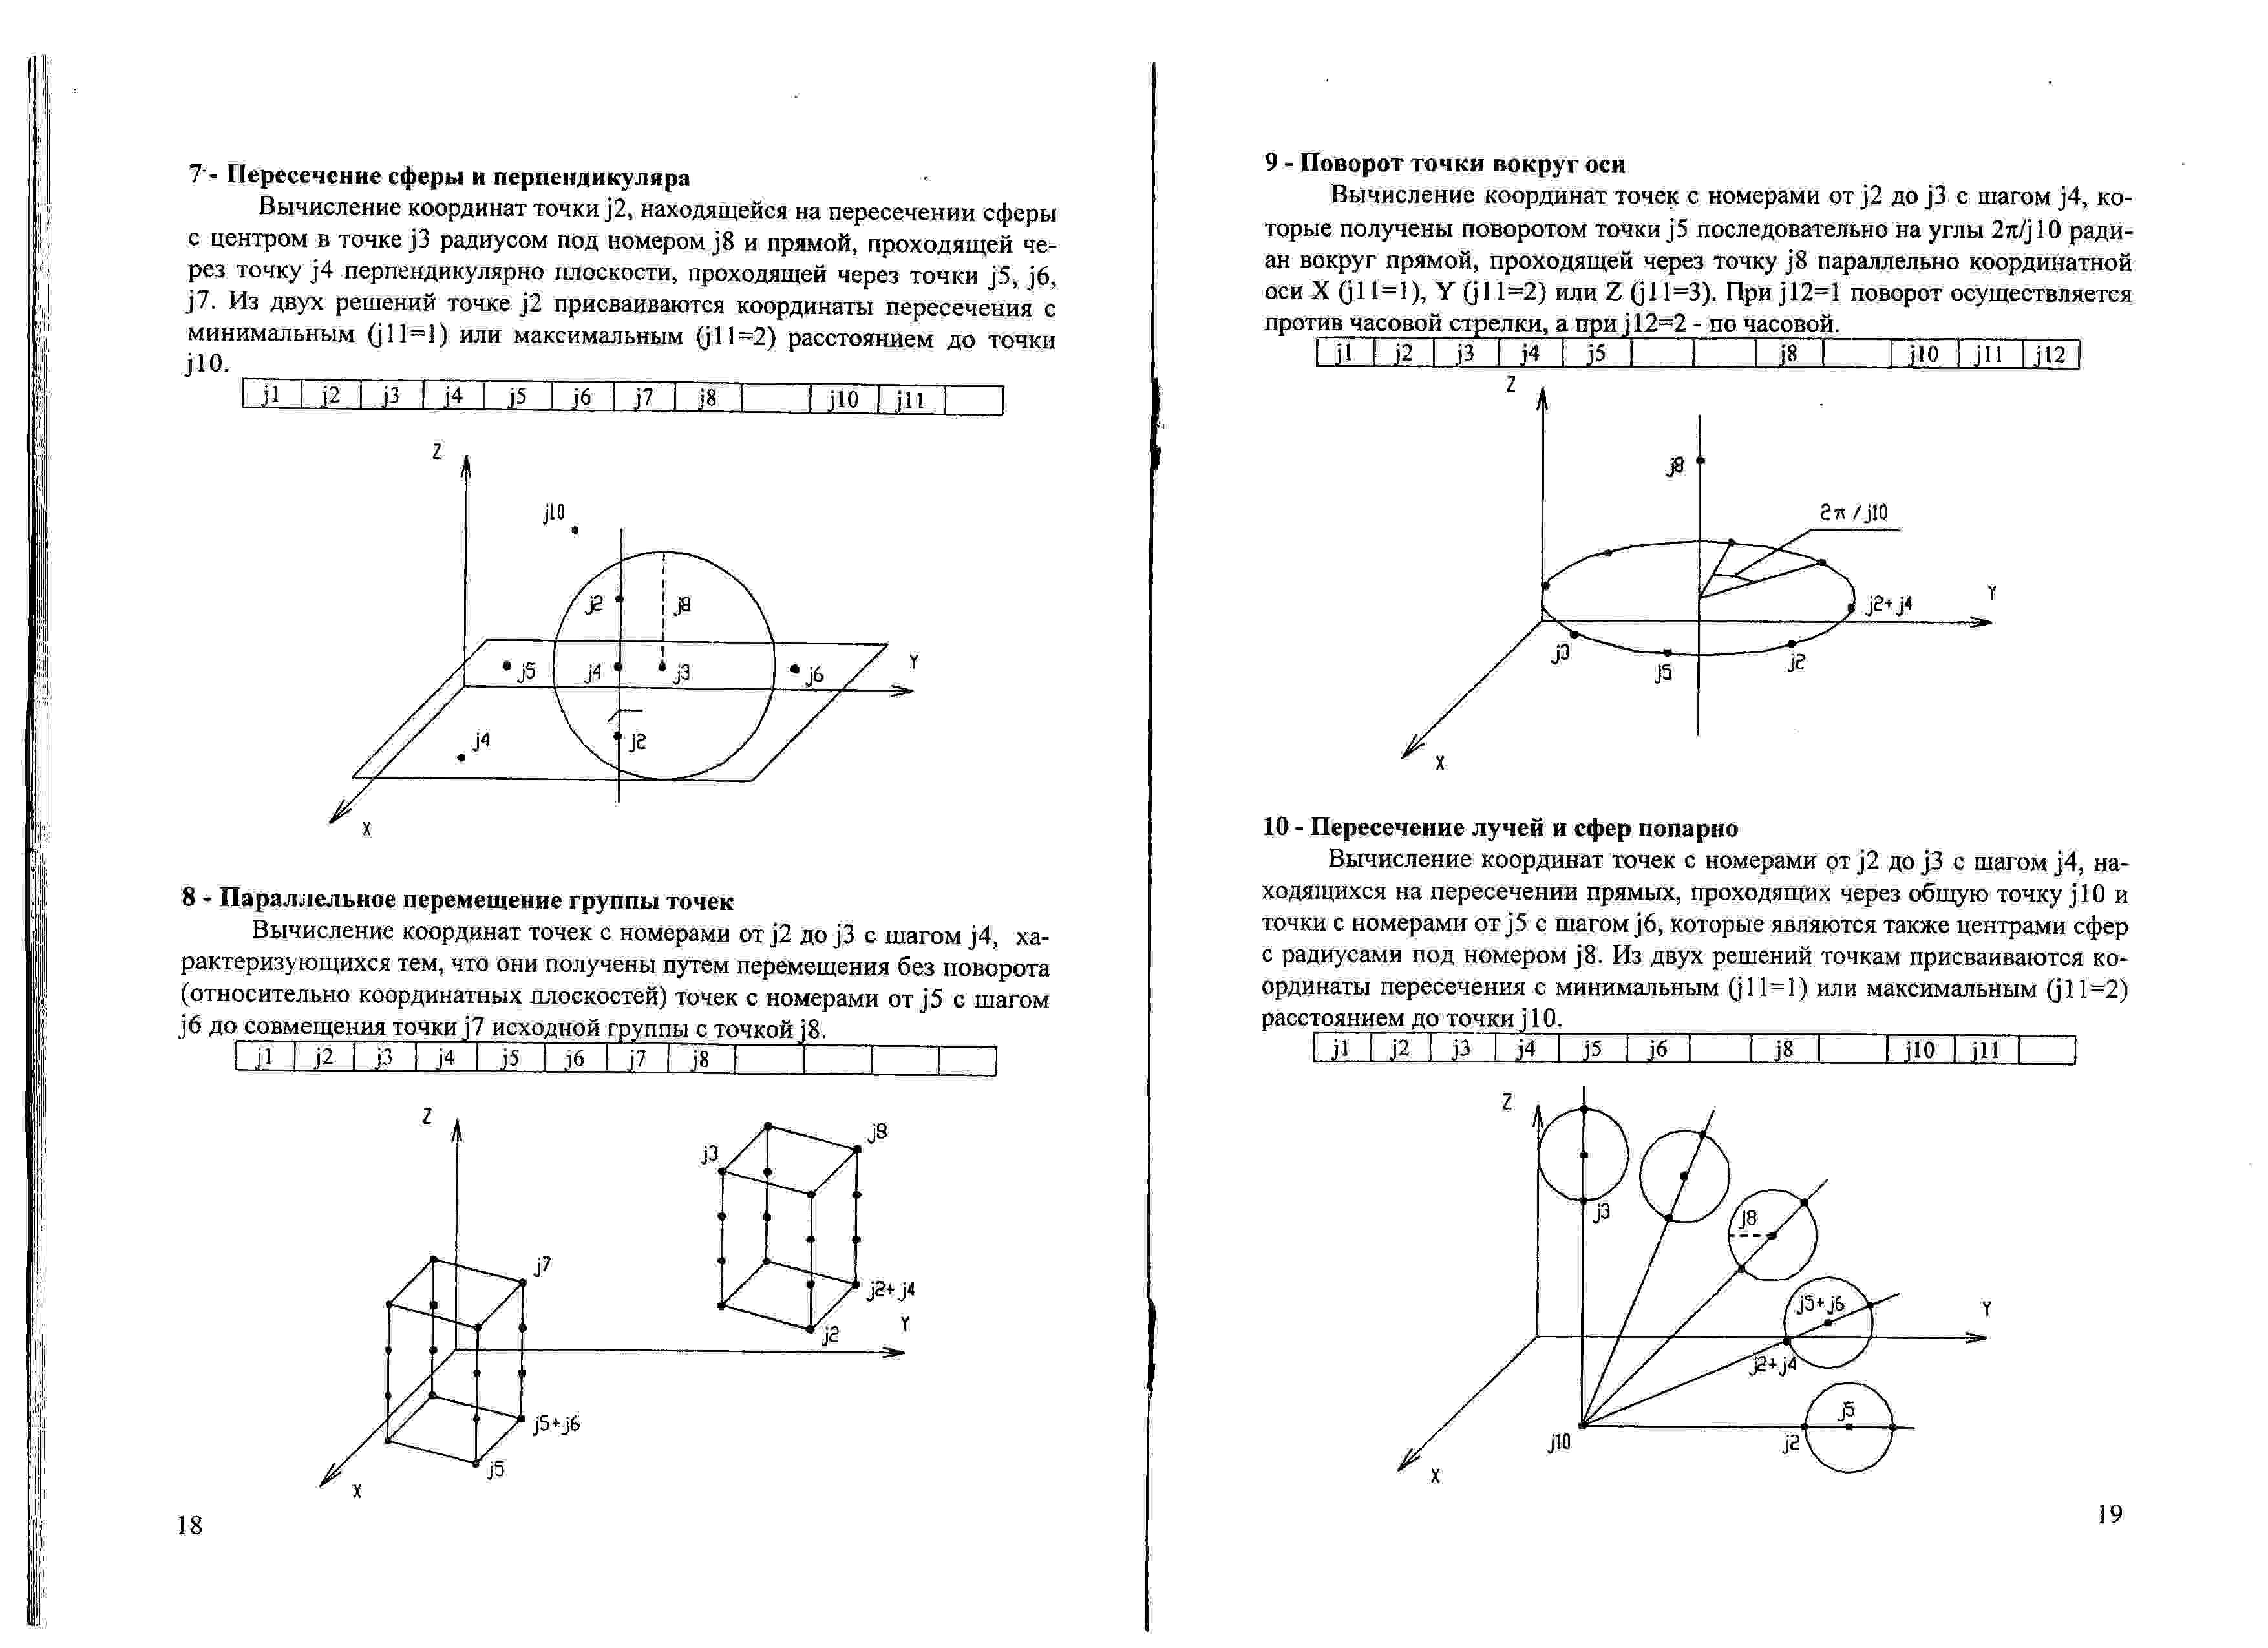 7 - Пересечение сферы и перпендикуляра
Вычисление координат точки j2, находящейся на пересечении сферы
с центром в точке j3 радиусом под номером j8 и прямой, проходящей че-
рез точку j4 перпендикулярно плоскости, проходящей через точки j5, j6,
j7. Из двух решений точке j2 присваиваются координаты пересечения с
минимальным (j11=1) или максимальным (j11=2) расстоянием до точки
j10.
j1 j2 j3 j4 j5 j6 j7 j8 j10 j11
Z
j10
j2 j8
j5 j4 j3 j6 Y
j4 j2
X
8 - Параллельное перемещение группы точек
Вычисление координат точек с номерами от j2 до j3 с шагом j4, ха-
рактеризующихся тем, что они получены путем перемещения без поворота
(относительно координатных плоскостей) точек с номерами от j5 с шагом
j6 до совмещения точки j7 исходной группы с точкой j8.
j1 j2 j3 j4 j5 j6 j7 j8
Z
j8
j3
j7
j2+j4
Y
j2
j5+j6
j5
X
18
9 - Поворот точки вокруг оси
Вычисление координат точек с номерами от j2 до j3 с шагом j4, ко-
торые получены поворотом точки j5 последовательно на углы 2π/j10 ради-
ан вокруг прямой, проходящей через точку j8 параллельно координатной
оси X (j11=1), Y (j11=2) или Z (j11=3). При j12=1 поворот осуществляется
против часовой стрелки, а при j12=2 - по часовой.
j1 j2 j3 j4 j5 j8 j10 j11 j12
Z
j8
2π/j10
j2+j4 Y
j3 j5 j2
X
10 - Пересечение лучей и сфер попарно
Вычисление координат точек с номерами от j2 до j3 с шагом j4, на-
ходящихся на пересечении прямых, проходящих через общую точку j10 и
точки с номерами от j5 с шагом j6, которые являются также центрами сфер
с радиусами под номером j8. Из двух решений точкам присваиваются ко-
ординаты пересечения с минимальным (j11=1) или максимальным (j11=2)
расстоянием до точки j10.
j1 j2 j3 j4 j5 j6 j8 j10 j11
Z
j3
j8
j5+j6 Y
j2+j4
j5
j10 j2
X
19